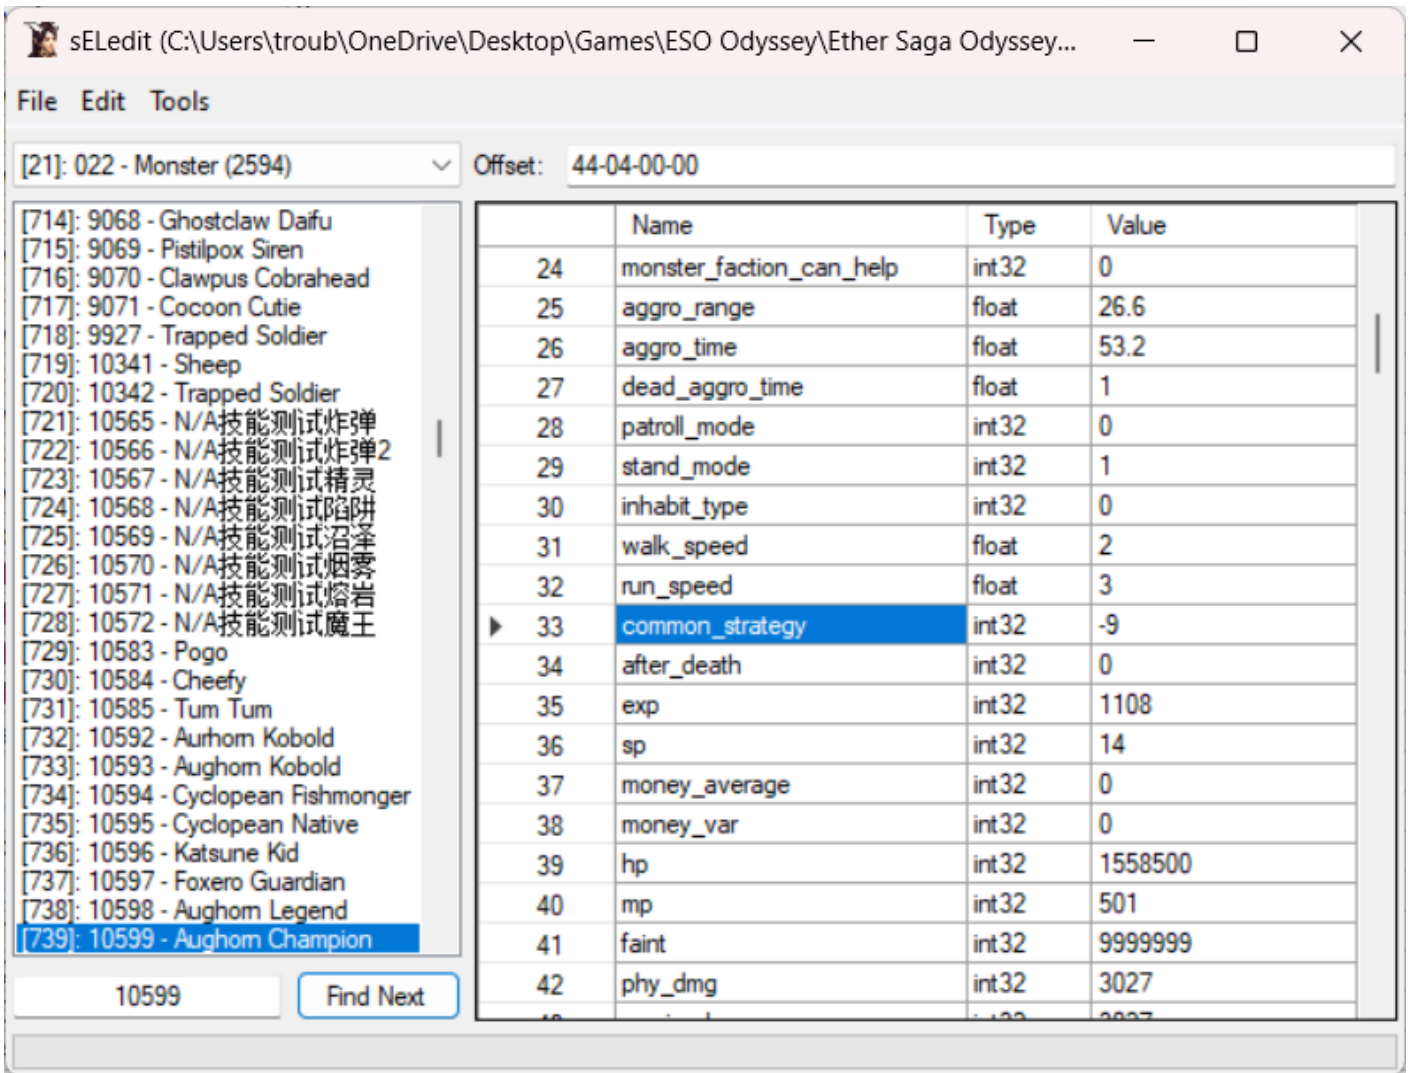 sELedit (C:\Users\troub\OneDrive\Desktop\Games\ESO Odyssey\Ether Saga Odyssey...
File Edit Tools
[21]: 022 - Monster (2594)
Offset: 44-04-00-00
[714]: 9068 - Ghostclaw Daifu
[715]: 9069 - Pistilpox Siren
[716]: 9070 - Clawpus Cobrahead
[717]: 9071 - Cocoon Cutie
[718]: 9927 - Trapped Soldier
[719]: 10341 - Sheep
[720]: 10342 - Trapped Soldier
[721]: 10565 - N/A技能测试炸弹
[722]: 10566 - N/A技能测试炸弹2
[723]: 10567 - N/A技能测试精灵
[724]: 10568 - N/A技能测试陷阱
[725]: 10569 - N/A技能测试沼泽
[726]: 10570 - N/A技能测试烟雾
[727]: 10571 - N/A技能测试熔岩
[728]: 10572 - N/A技能测试魔王
[729]: 10583 - Pogo
[730]: 10584 - Cheefy
[731]: 10585 - Tum Tum
[732]: 10592 - Aurhorn Kobold
[733]: 10593 - Aughorn Kobold
[734]: 10594 - Cyclopean Fishmonger
[735]: 10595 - Cyclopean Native
[736]: 10596 - Katsune Kid
[737]: 10597 - Foxero Guardian
[738]: 10598 - Aughorn Legend
[739]: 10599 - Aughorn Champion
10599
Find Next
Name Type Value
24 monster_faction_can_help int32 0
25 aggro_range float 26.6
26 aggro_time float 53.2
27 dead_aggro_time float 1
28 patroll_mode int32 0
29 stand_mode int32 1
30 inhabit_type int32 0
31 walk_speed float 2
32 run_speed float 3
33 common_strategy int32 -9
34 after_death int32 0
35 exp int32 1108
36 sp int32 14
37 money_average int32 0
38 money_var int32 0
39 hp int32 1558500
40 mp int32 501
41 faint int32 9999999
42 phy_dmg int32 3027